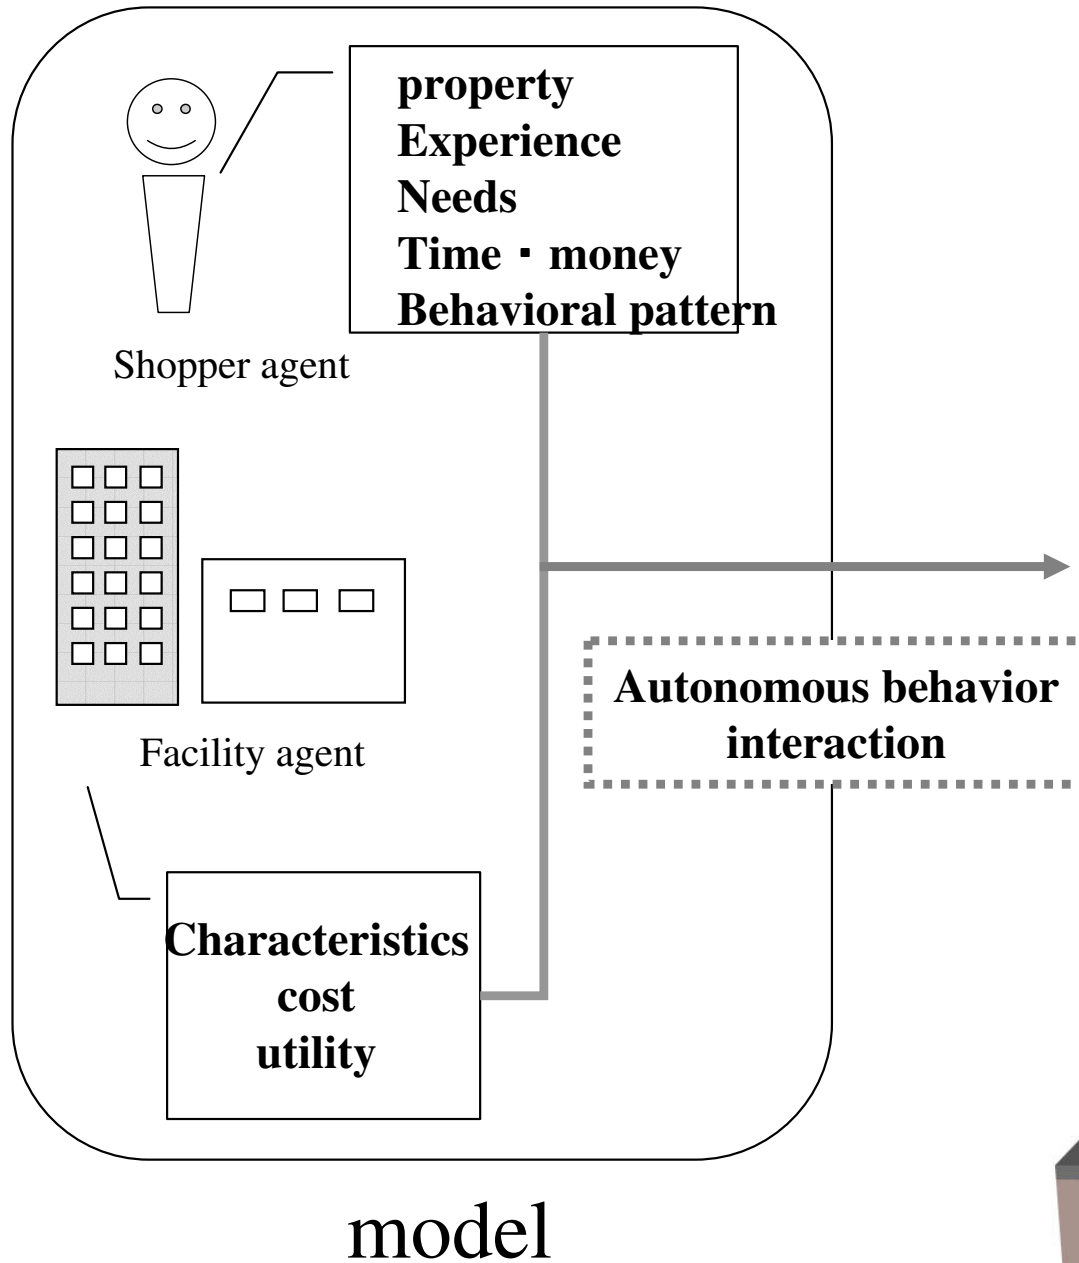 property
Experience
Needs
Time・money
Behavioral pattern
Shopper agent
Facility agent
Autonomous behavior
interaction
Characteristics
cost
utility
model